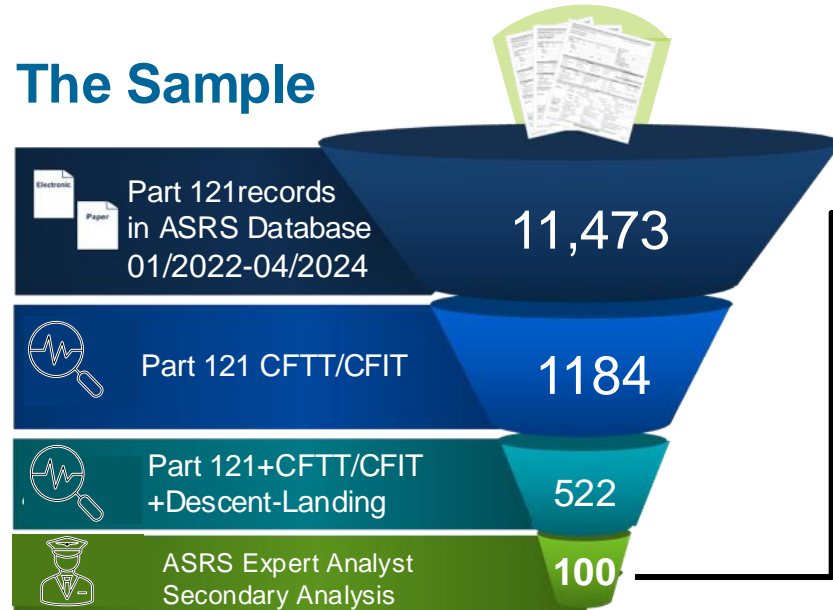 The Sample
Electronic
Paper
Part 121records
in ASRS Database
01/2022-04/2024
11,473
Part 121 CFTT/CFIT
1184
Part 121+CFTT/CFIT
+Descent-Landing
522
ASRS Expert Analyst
Secondary Analysis
100